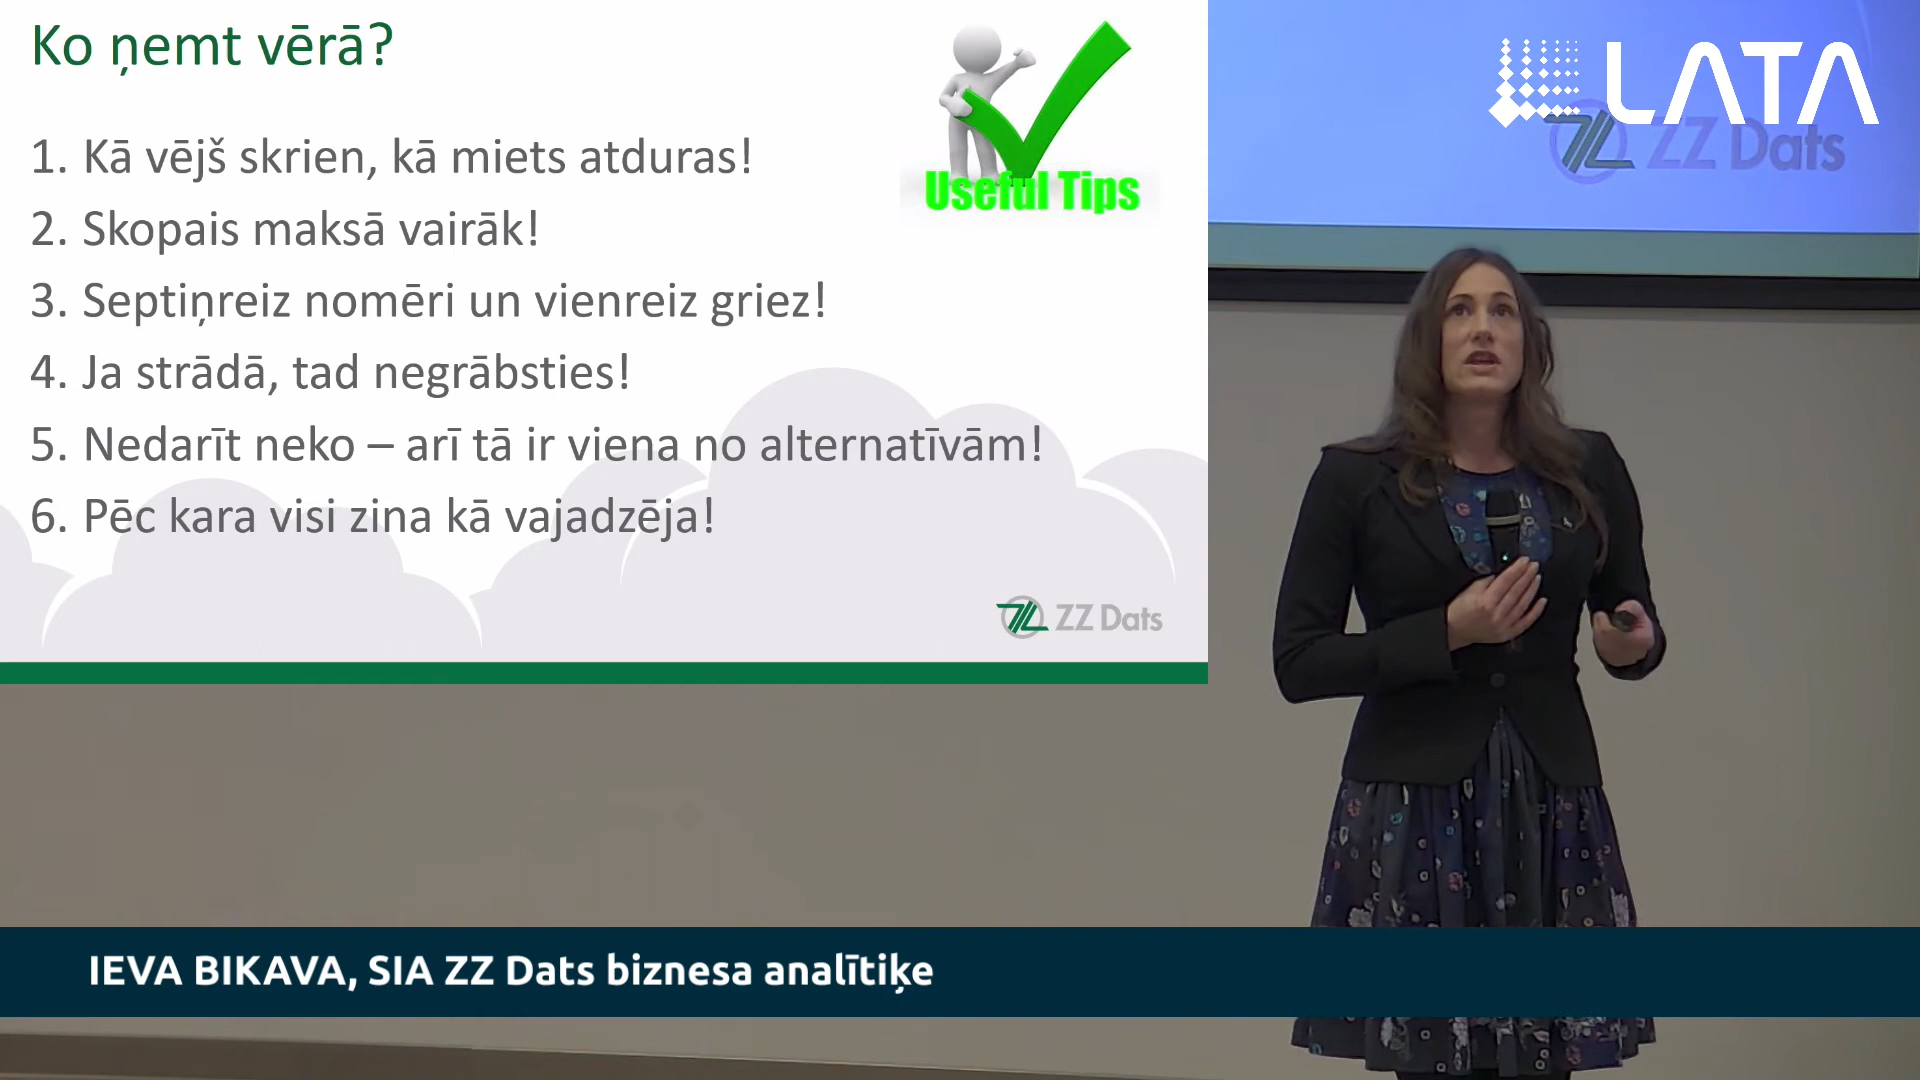 Ko ņemt vērā?
1. Kā vējš skrien, kā miets atduras!
2. Skopais maksā vairāk!
3. Septiņreiz nomēri un vienreiz griez!
4. Ja strādā, tad negrābsties!
5. Nedarīt neko – arī tā ir viena no alternatīvām!
6. Pēc kara visi zina kā vajadzēja!
Useful Tips
ZZ Dats
LATA
ZZ Dats
IEVA BIKAVA, SIA ZZ Dats biznesa analītiķe